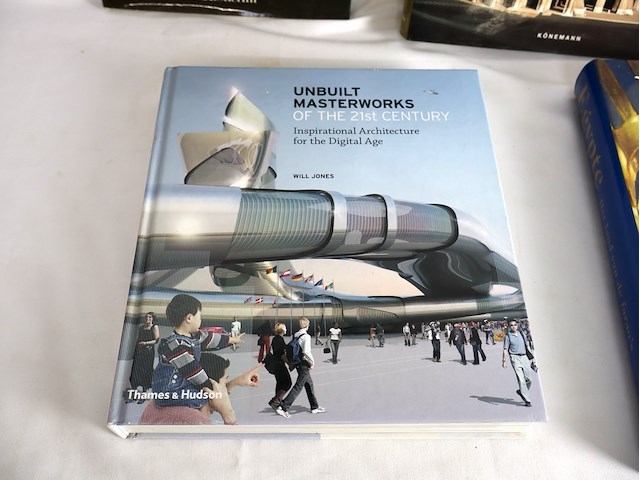 KÖNEMANN
UNBUILT
MASTERWORKS
OF THE 21st CENTURY
Inspirational Architecture
for the Digital Age
WILL JONES
Thames & Hudson